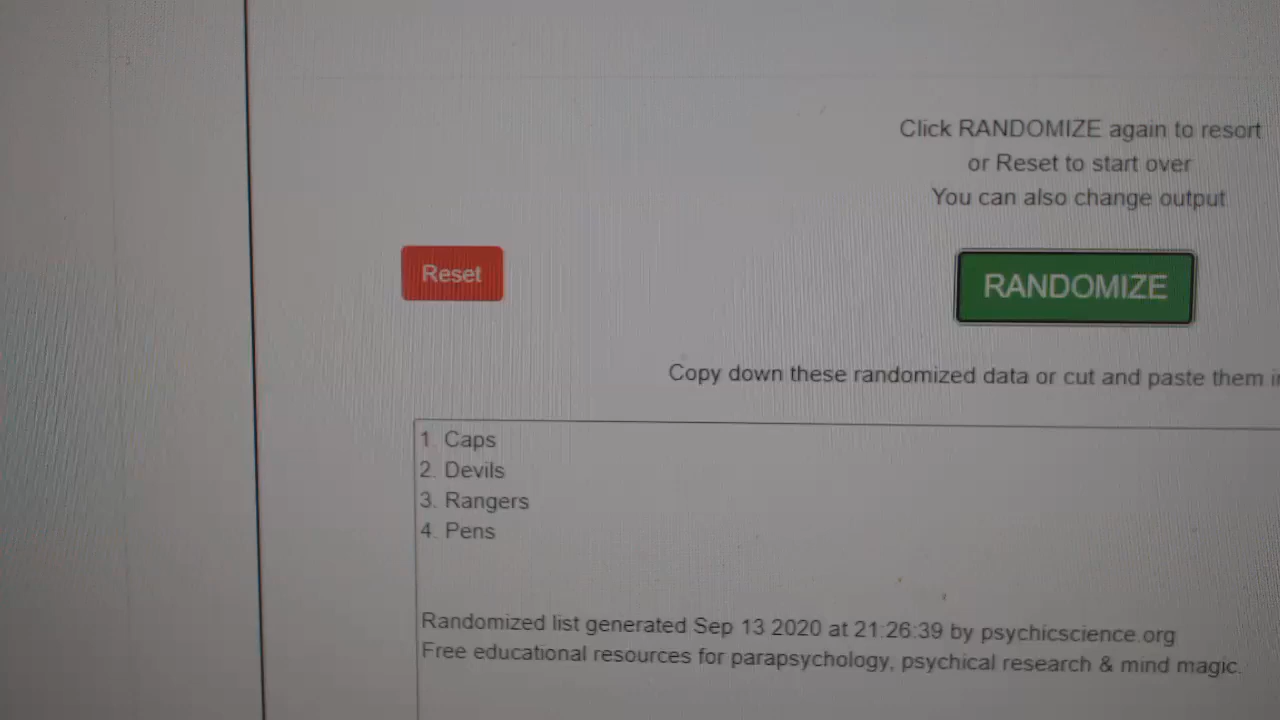 Click RANDOMIZE again to resort
or Reset to start over
You can also change output
Reset
RANDOMIZE
Copy down these randomized data or cut and paste them
1. Caps
2. Devils
3. Rangers
4. Pens
Randomized list generated Sep 13 2020 at 21:26:39 by psychicscience.org
Free educational resources for parapsychology, psychical research & mind magic.